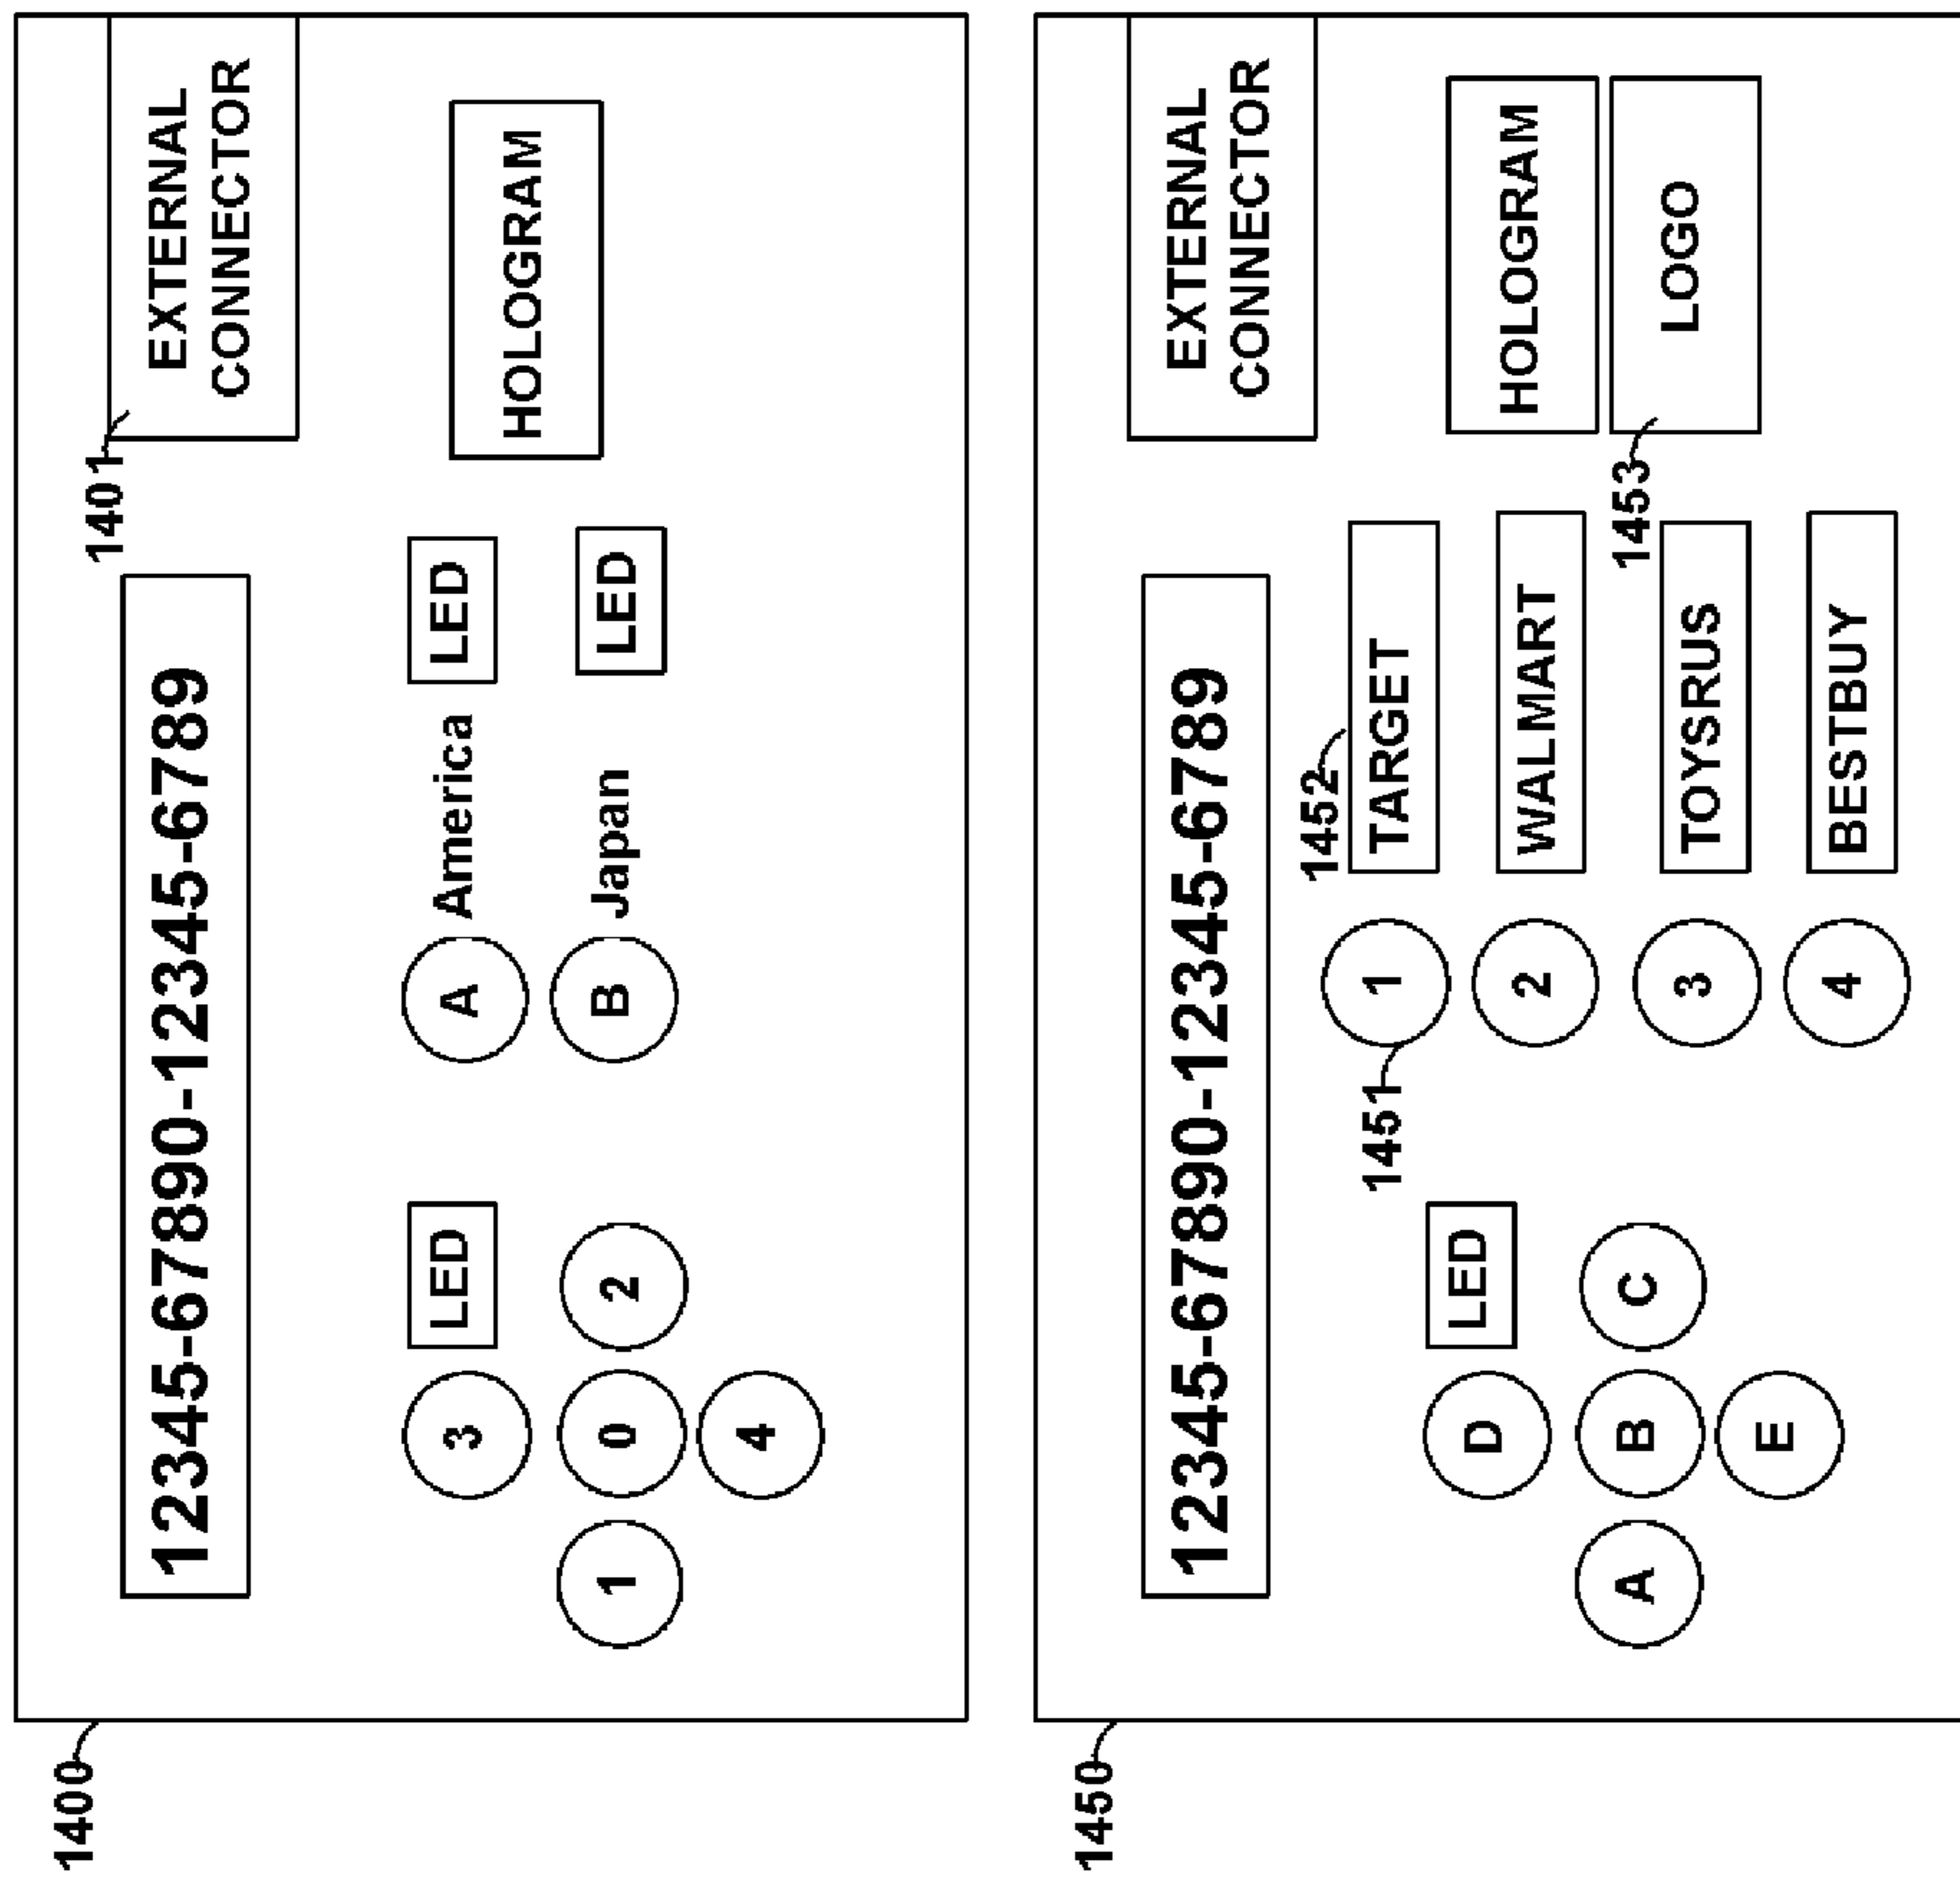 1400
1401
12345-67890-12345-6789
EXTERNAL
CONNECTOR
3
LED
A
America
LED
1
0
2
B
Japan
LED
4
HOLOGRAM
1450
12345-67890-12345-6789
EXTERNAL
CONNECTOR
1451
1452
D
LED
1
TARGET
A
B
C
2
WALMART
HOLOGRAM
E
3
TOYSRUS
1453
LOGO
4
BESTBUY